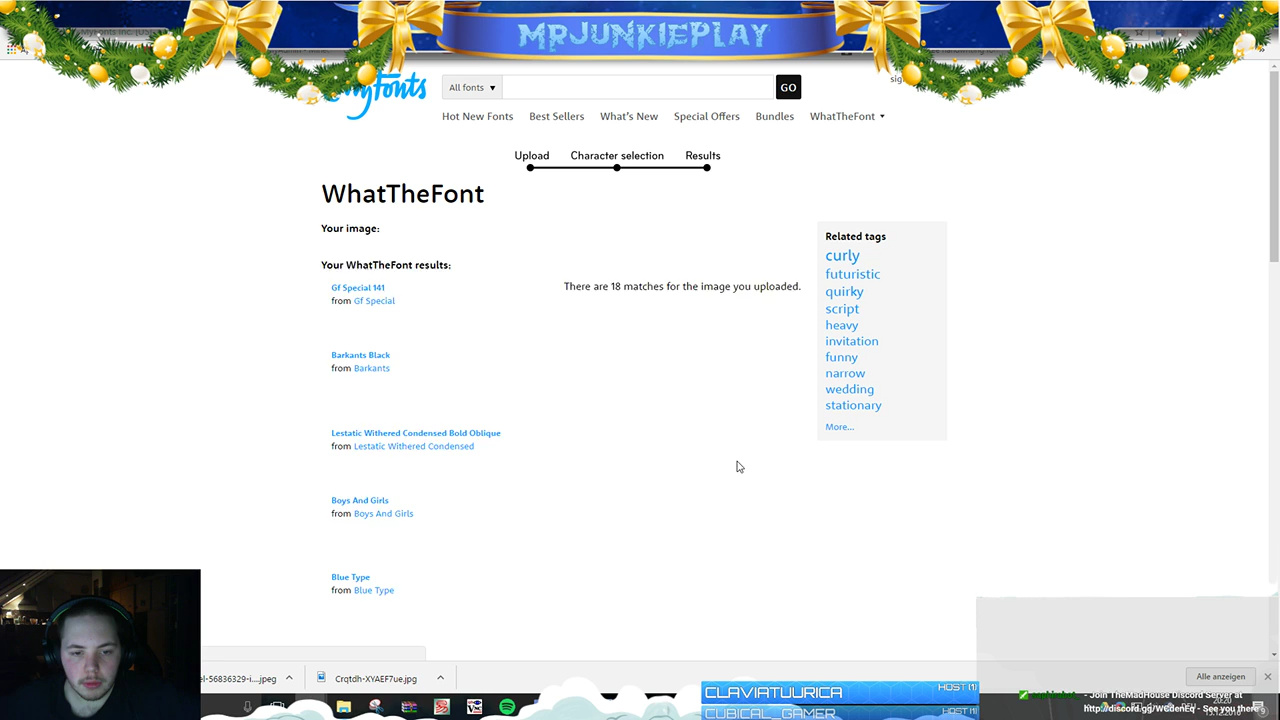 MRJUNKIEPLAY
MyFonts
All fonts
GO
Hot New Fonts
Best Sellers
What's New
Special Offers
Bundles
WhatTheFont
Upload
Character selection
Results
WhatTheFont
Your image:
Related tags
curly
futuristic
quirky
script
heavy
invitation
funny
narrow
wedding
stationary
More...
Your WhatTheFont results:
There are 18 matches for the image you uploaded.
Gf Special 141
from Gf Special
Barkants Black
from Barkants
Lestatic Withered Condensed Bold Oblique
from Lestatic Withered Condensed
Boys And Girls
from Boys And Girls
Blue Type
from Blue Type
el-56836329-i....jpeg
Crqtdh-XYAEF7ue.jpg
Alle anzeigen
CLAVIATUURICA
HOST (1)
CUBICAL_GAMER
HOST (1)
- Join TheMadHouse Discord Server at
- See you there